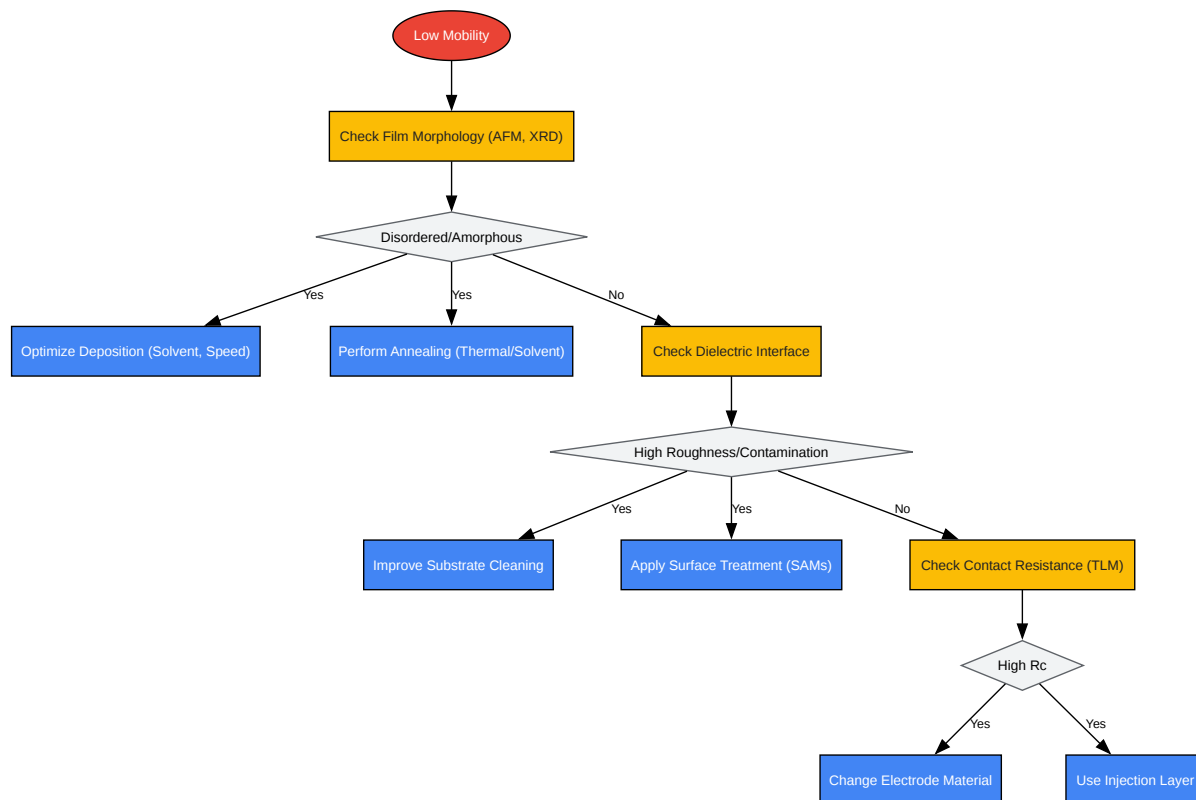 Low Mobility
Check Film Morphology (AFM, XRD)
Disordered/Amorphous
Yes
Yes
No
Optimize Deposition (Solvent, Speed)
Perform Annealing (Thermal/Solvent)
Check Dielectric Interface
High Roughness/Contamination
Yes
Yes
No
Improve Substrate Cleaning
Apply Surface Treatment (SAMs)
Check Contact Resistance (TLM)
High Rc
Yes
Yes
Change Electrode Material
Use Injection Layer